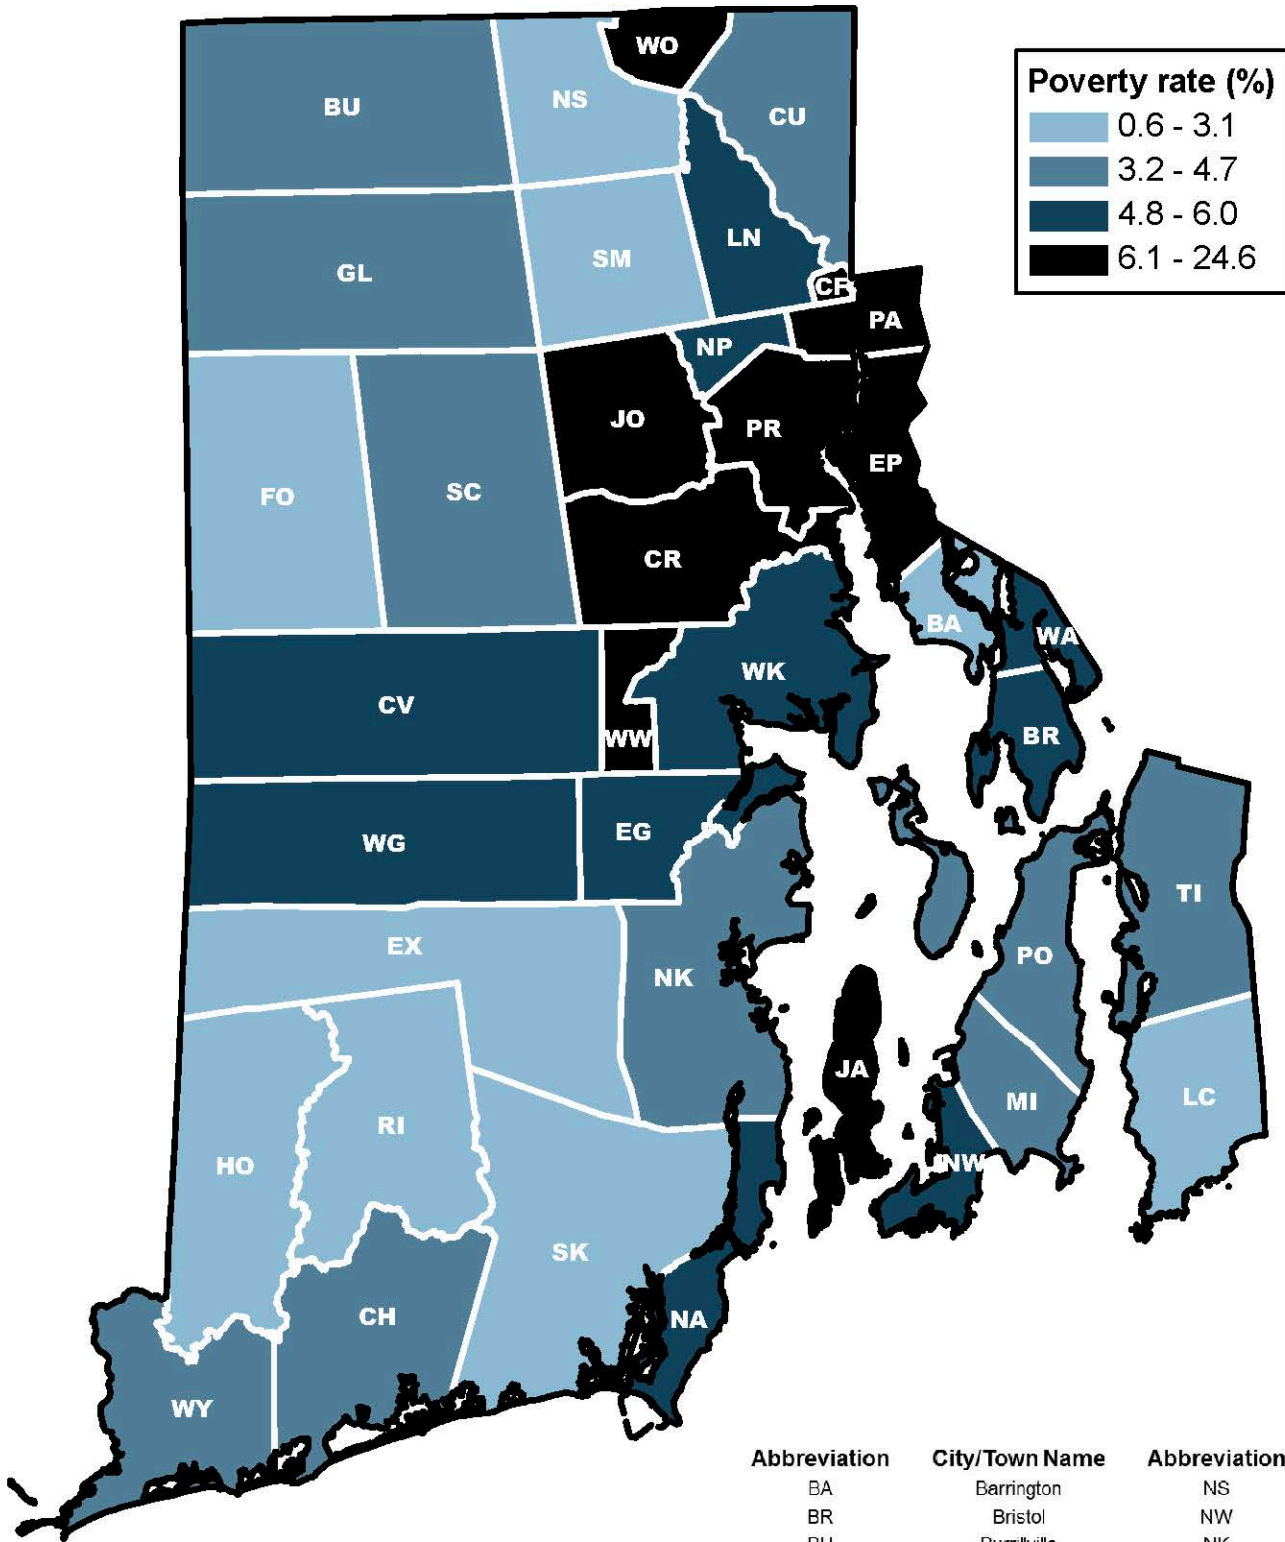 WO
BU
NS
CU
Poverty rate (%)
0.6 - 3.1
3.2 - 4.7
4.8 - 6.0
6.1 - 24.6
LN
SM
GL
CF
PA
NP
JO
PR
EP
FO
SC
CR
BA
WA
WK
CV
WW
BR
WG
EG
TI
EX
PO
NK
JA
MI
LC
RI
HO
NW
SK
CH
NA
WY
Abbreviation City/Town Name Abbreviation
BA Barrington NS
BR Bristol NW
BU Burrillville NK